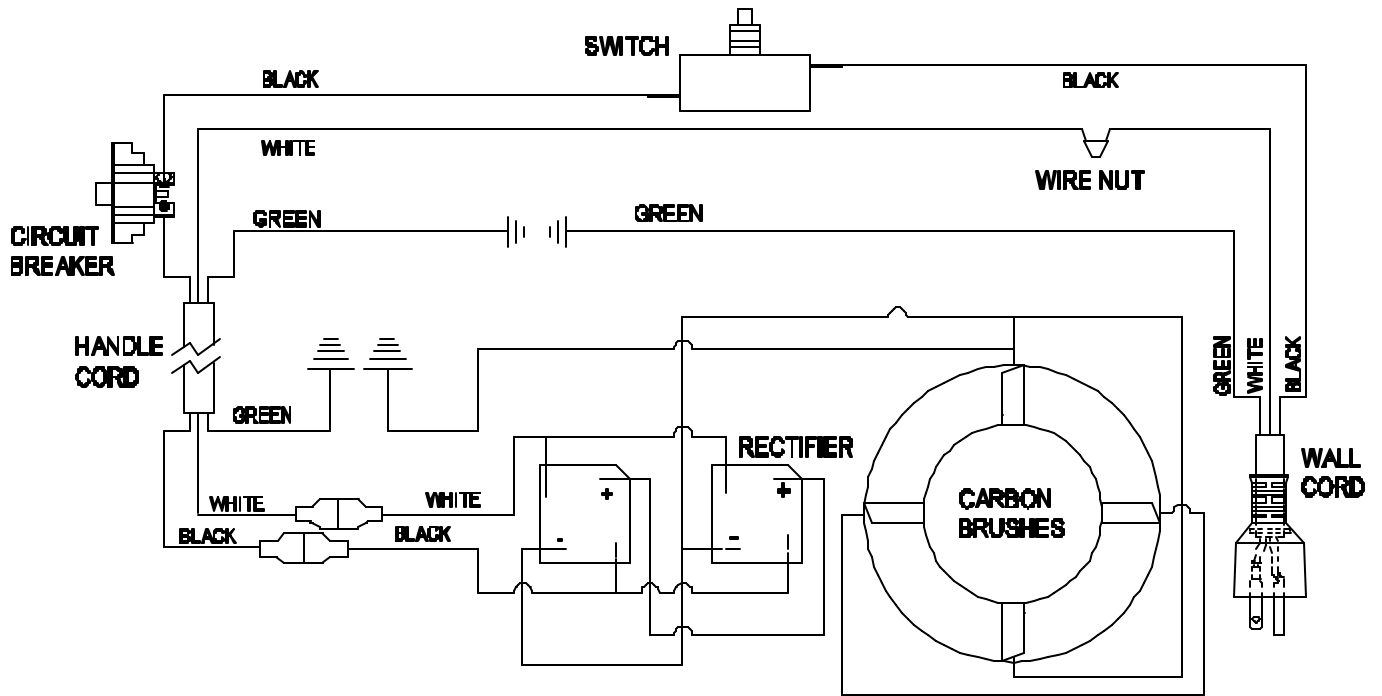 SWITCH
BLACK
BLACK
WHITE
WIRE NUT
GREEN
GREEN
CIRCUIT
BREAKER
HANDLE
CORD
GREEN
WHITE
BLACK
GREEN
RECTIFIER
WALL
CORD
+
+
WHITE
WHITE
CARBON
BRUSHES
BLACK
BLACK
-
-